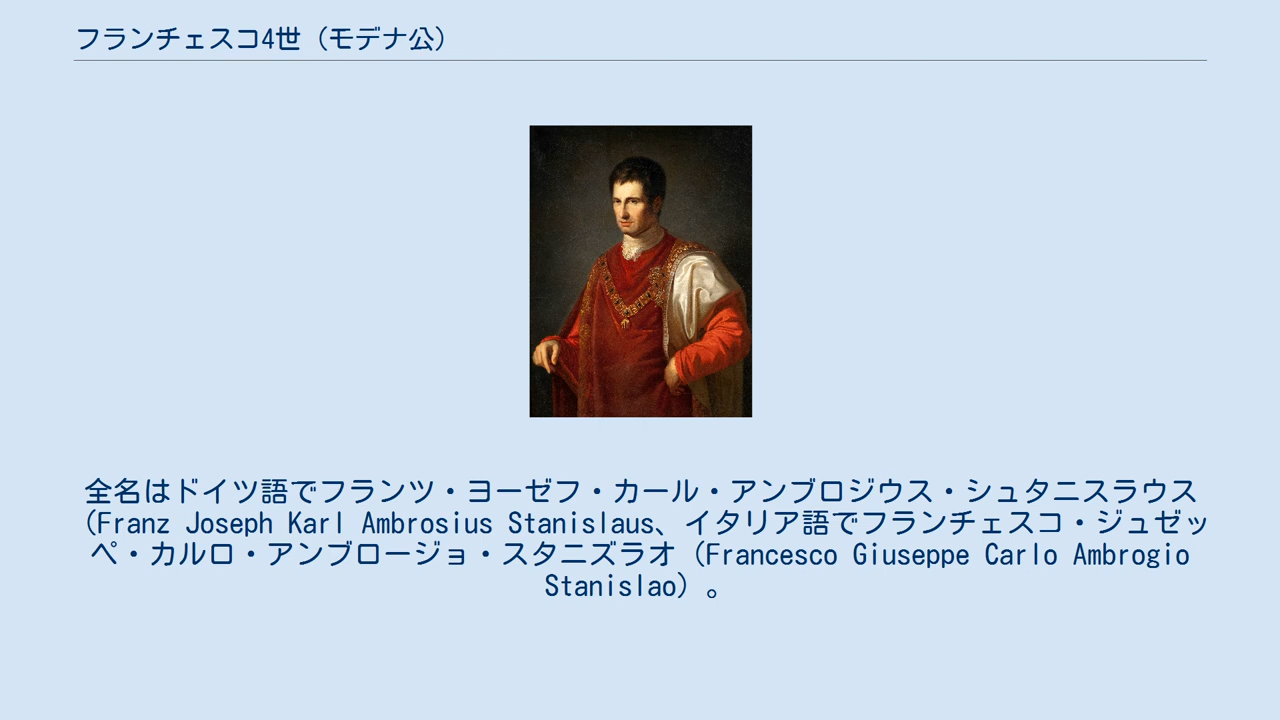 フランチェスコ4世（モデナ公）
全名はドイツ語でフランツ・ヨーゼフ・カール・アンブロジウス・シュタニスラウス
（Franz Joseph Karl Ambrosius Stanislaus、イタリア語でフランチェスコ・ジュゼッ
ペ・カルロ・アンブロージョ・スタニズラオ（Francesco Giuseppe Carlo Ambrogio
Stanislao）。